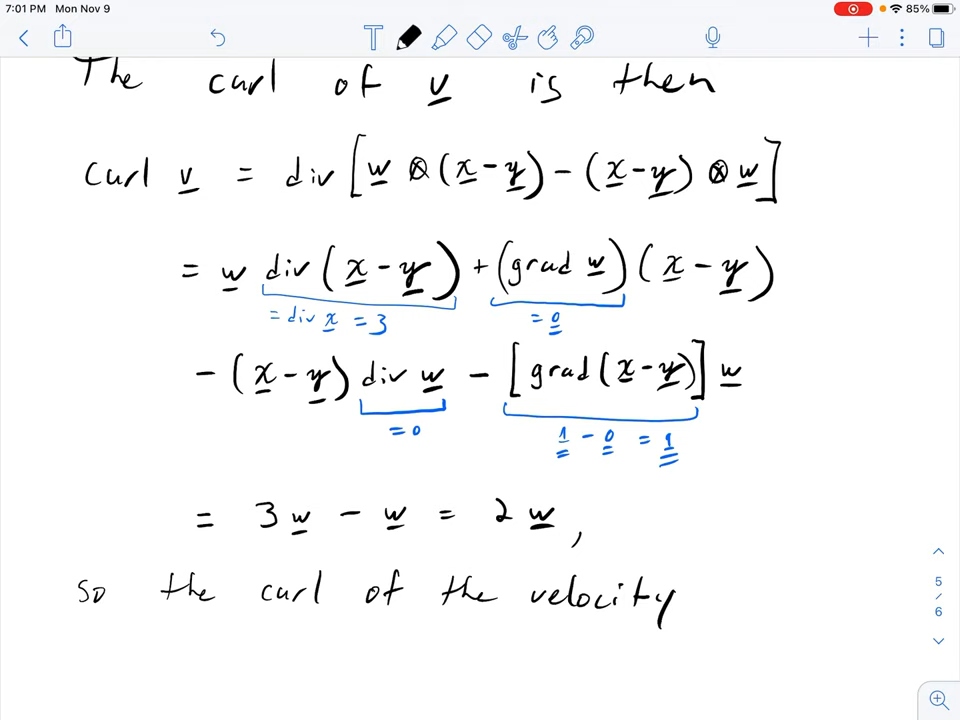 7:01 PM Mon Nov 9
85%
The curl of v is then
curl v = div [w ⊗ (x - y) - (x - y) ⊗ w]
= w div (x - y) + (grad w) (x - y)
= div x = 3
= 0
- (x - y) div w - [grad (x - y)] w
= 0
1 - 0 = 1
= 3 w - w = 2 w,
so the curl of the velocity
5
/
6